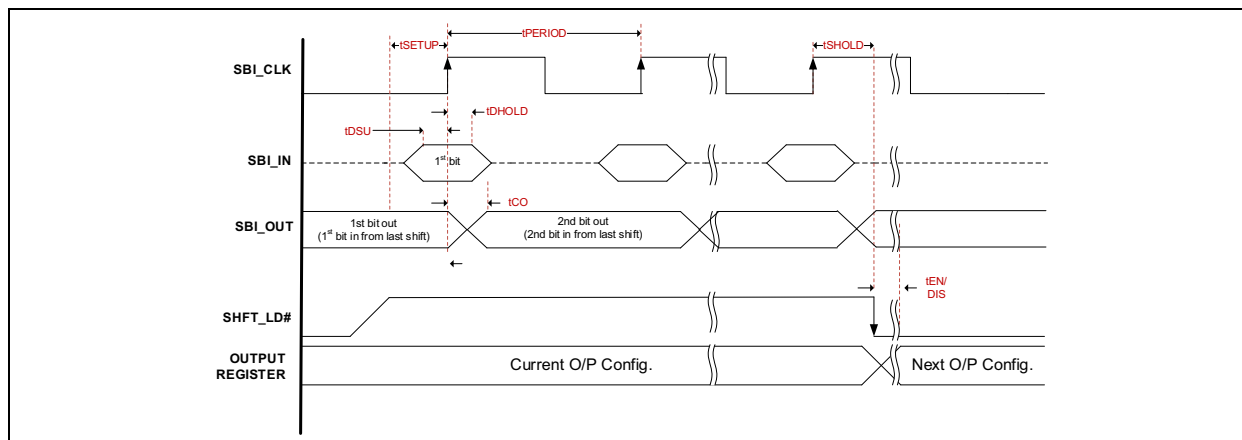 tSETUP
tPERIOD
tSHOLD
SBI_CLK
tDHOLD
tDSU
SBI_IN
1st bit
tCO
SBI_OUT
1st bit out
(1st bit in from last shift)
2nd bit out
(2nd bit in from last shift)
tEN/
DIS
SHFT_LD#
OUTPUT
REGISTER
Current O/P Config.
Next O/P Config.